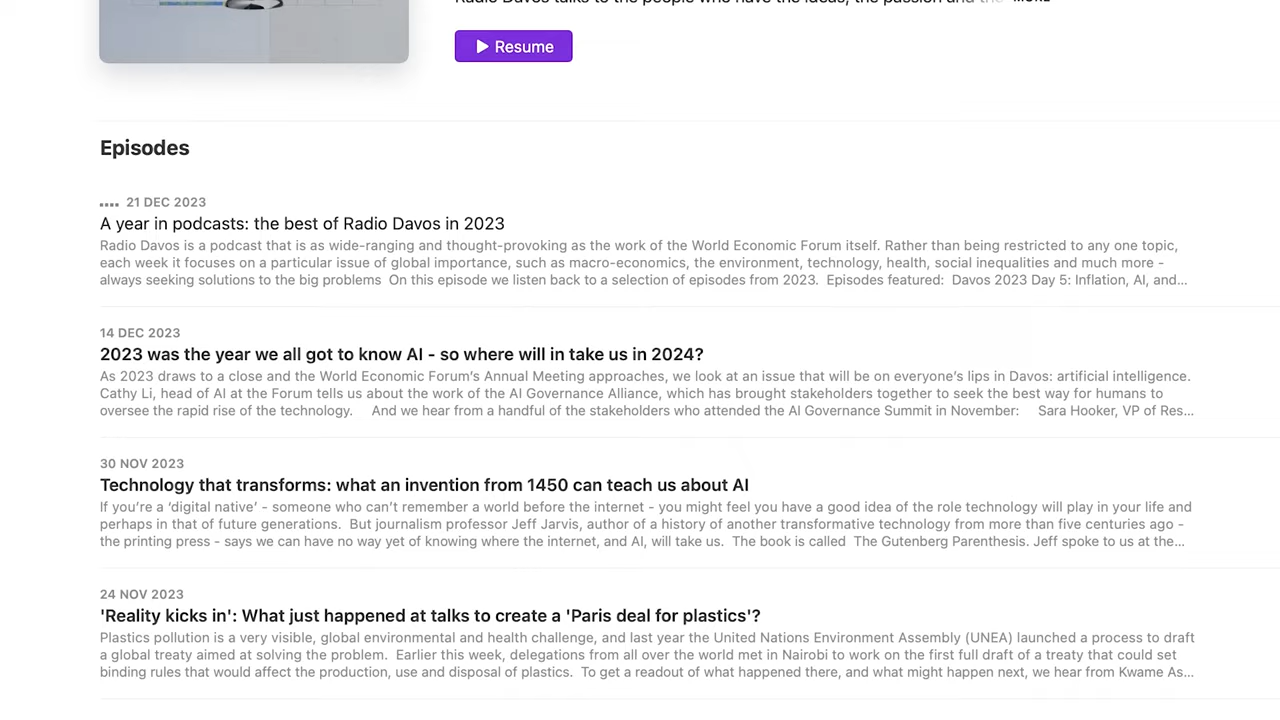 Radio Davos talks to the people who have the ideas, the passion and the MORE
Resume
Episodes
21 DEC 2023
A year in podcasts: the best of Radio Davos in 2023
Radio Davos is a podcast that is as wide-ranging and thought-provoking as the work of the World Economic Forum itself. Rather than being restricted to any one topic,
each week it focuses on a particular issue of global importance, such as macro-economics, the environment, technology, health, social inequalities and much more -
always seeking solutions to the big problems  On this episode we listen back to a selection of episodes from 2023.  Episodes featured:  Davos 2023 Day 5: Inflation, AI, and...
14 DEC 2023
2023 was the year we all got to know AI - so where will in take us in 2024?
As 2023 draws to a close and the World Economic Forum’s Annual Meeting approaches, we look at an issue that will be on everyone’s lips in Davos: artificial intelligence.
Cathy Li, head of AI at the Forum tells us about the work of the AI Governance Alliance, which has brought stakeholders together to seek the best way for humans to
oversee the rapid rise of the technology.    And we hear from a handful of the stakeholders who attended the AI Governance Summit in November:    Sara Hooker, VP of Res...
30 NOV 2023
Technology that transforms: what an invention from 1450 can teach us about AI
If you’re a ‘digital native’ - someone who can’t remember a world before the internet - you might feel you have a good idea of the role technology will play in your life and
perhaps in that of future generations.  But journalism professor Jeff Jarvis, author of a history of another transformative technology from more than five centuries ago -
the printing press - says we can have no way yet of knowing where the internet, and AI, will take us.  The book is called  The Gutenberg Parenthesis. Jeff spoke to us at the...
24 NOV 2023
'Reality kicks in': What just happened at talks to create a 'Paris deal for plastics'?
Plastics pollution is a very visible, global environmental and health challenge, and last year the United Nations Environment Assembly (UNEA) launched a process to draft
a global treaty aimed at solving the problem.  Earlier this week, delegations from all over the world met in Nairobi to work on the first full draft of a treaty that could set
binding rules that would affect the production, use and disposal of plastics.  To get a readout of what happened there, and what might happen next, we hear from Kwame As...